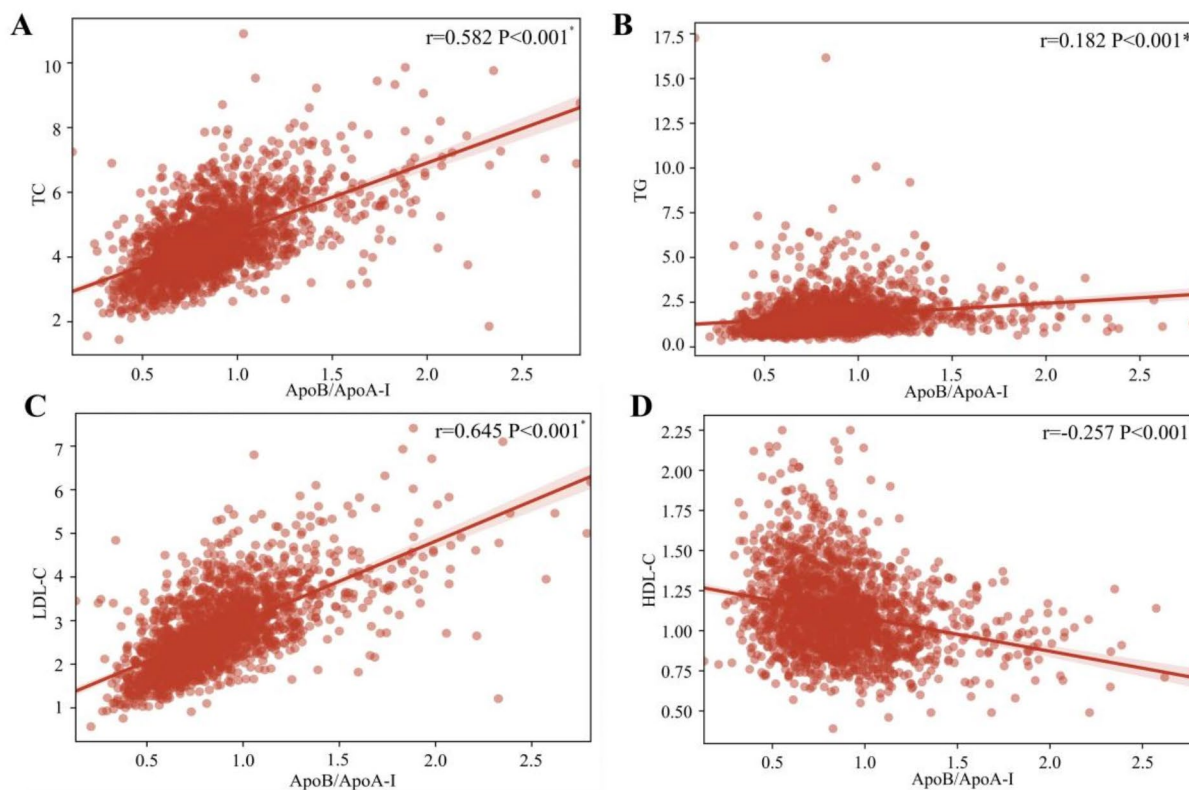 A
r=0.582 P<0.001*
10
8
6
4
2
TC
0.5 1.0 1.5 2.0 2.5
ApoB/ApoA-I
B
r=0.182 P<0.001*
17.5
15.0
12.5
10.0
7.5
5.0
2.5
0.0
TG
0.5 1.0 1.5 2.0 2.5
ApoB/ApoA-I
C
r=0.645 P<0.001*
7
6
5
4
3
2
1
LDL-C
0.5 1.0 1.5 2.0 2.5
ApoB/ApoA-I
D
r=-0.257 P<0.001
2.25
2.00
1.75
1.50
1.25
1.00
0.75
0.50
HDL-C
0.5 1.0 1.5 2.0 2.5
ApoB/ApoA-I